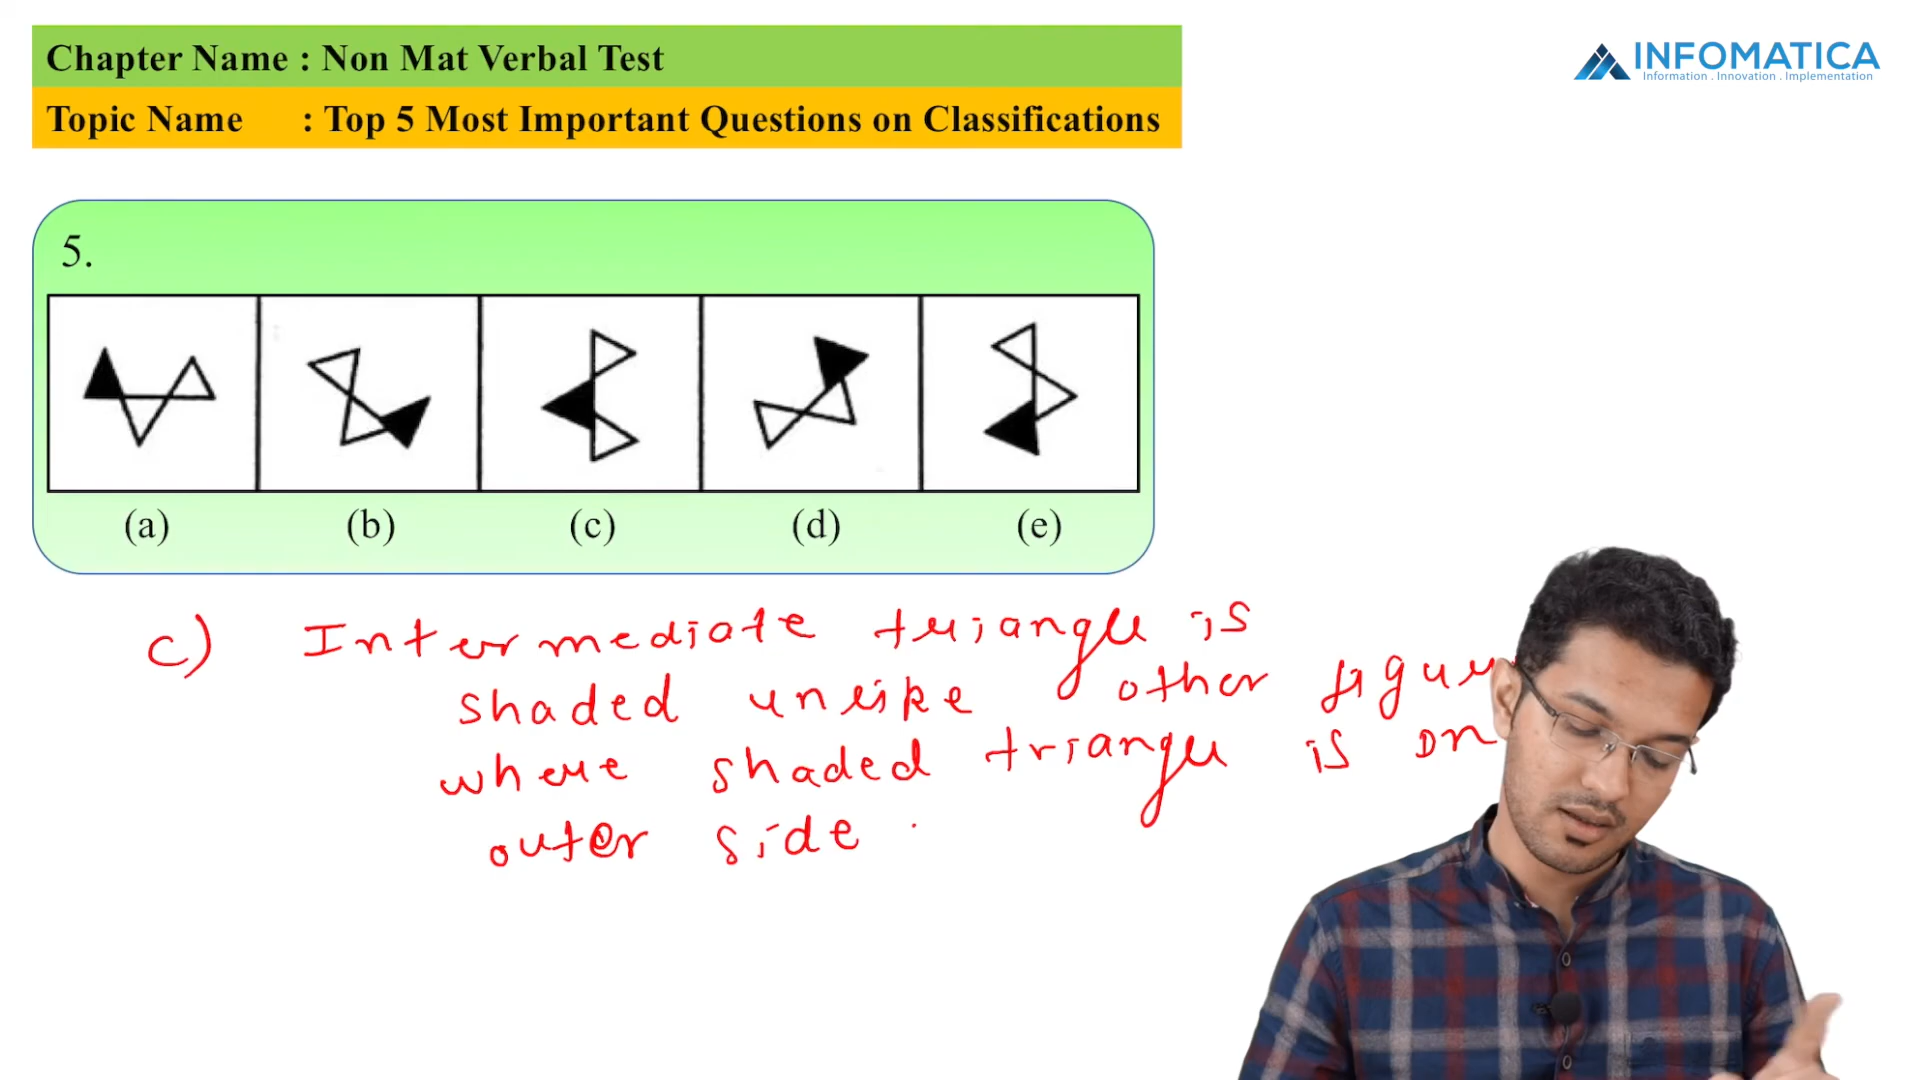 Chapter Name : Non Mat Verbal Test
INFOMATICA
Information . Innovation . Implementation
Topic Name : Top 5 Most Important Questions on Classifications
5.
(a) (b) (c) (d) (e)
c) Intermediate triangle is
shaded unlike other figu
where shaded triangle is on
outer side .